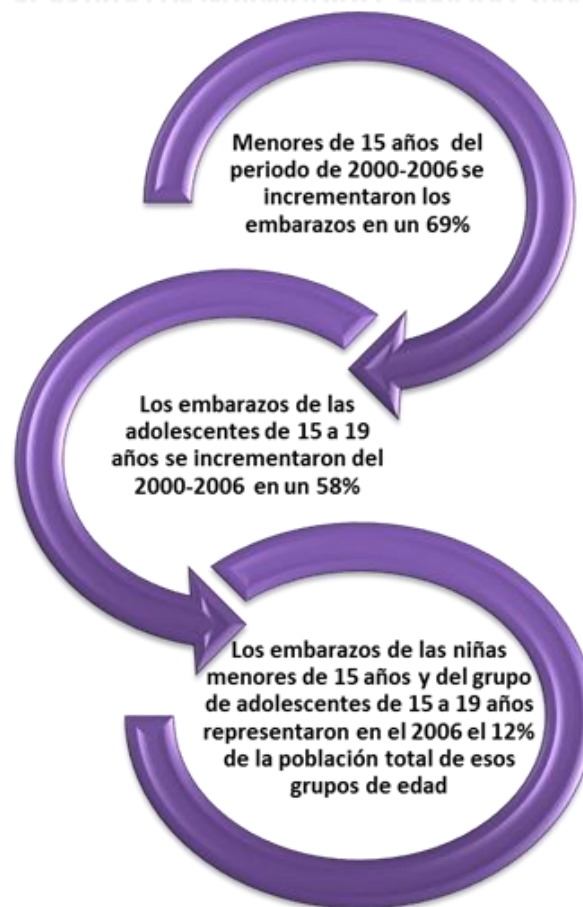 Menores de 15 años del
periodo de 2000-2006 se
incrementaron los
embarazos en un 69%
Los embarazos de las
adolescentes de 15 a 19
años se incrementaron del
2000-2006 en un 58%
Los embarazos de las niñas
menores de 15 años y del grupo
de adolescentes de 15 a 19 años
representaron en el 2006 el 12%
de la población total de esos
grupos de edad